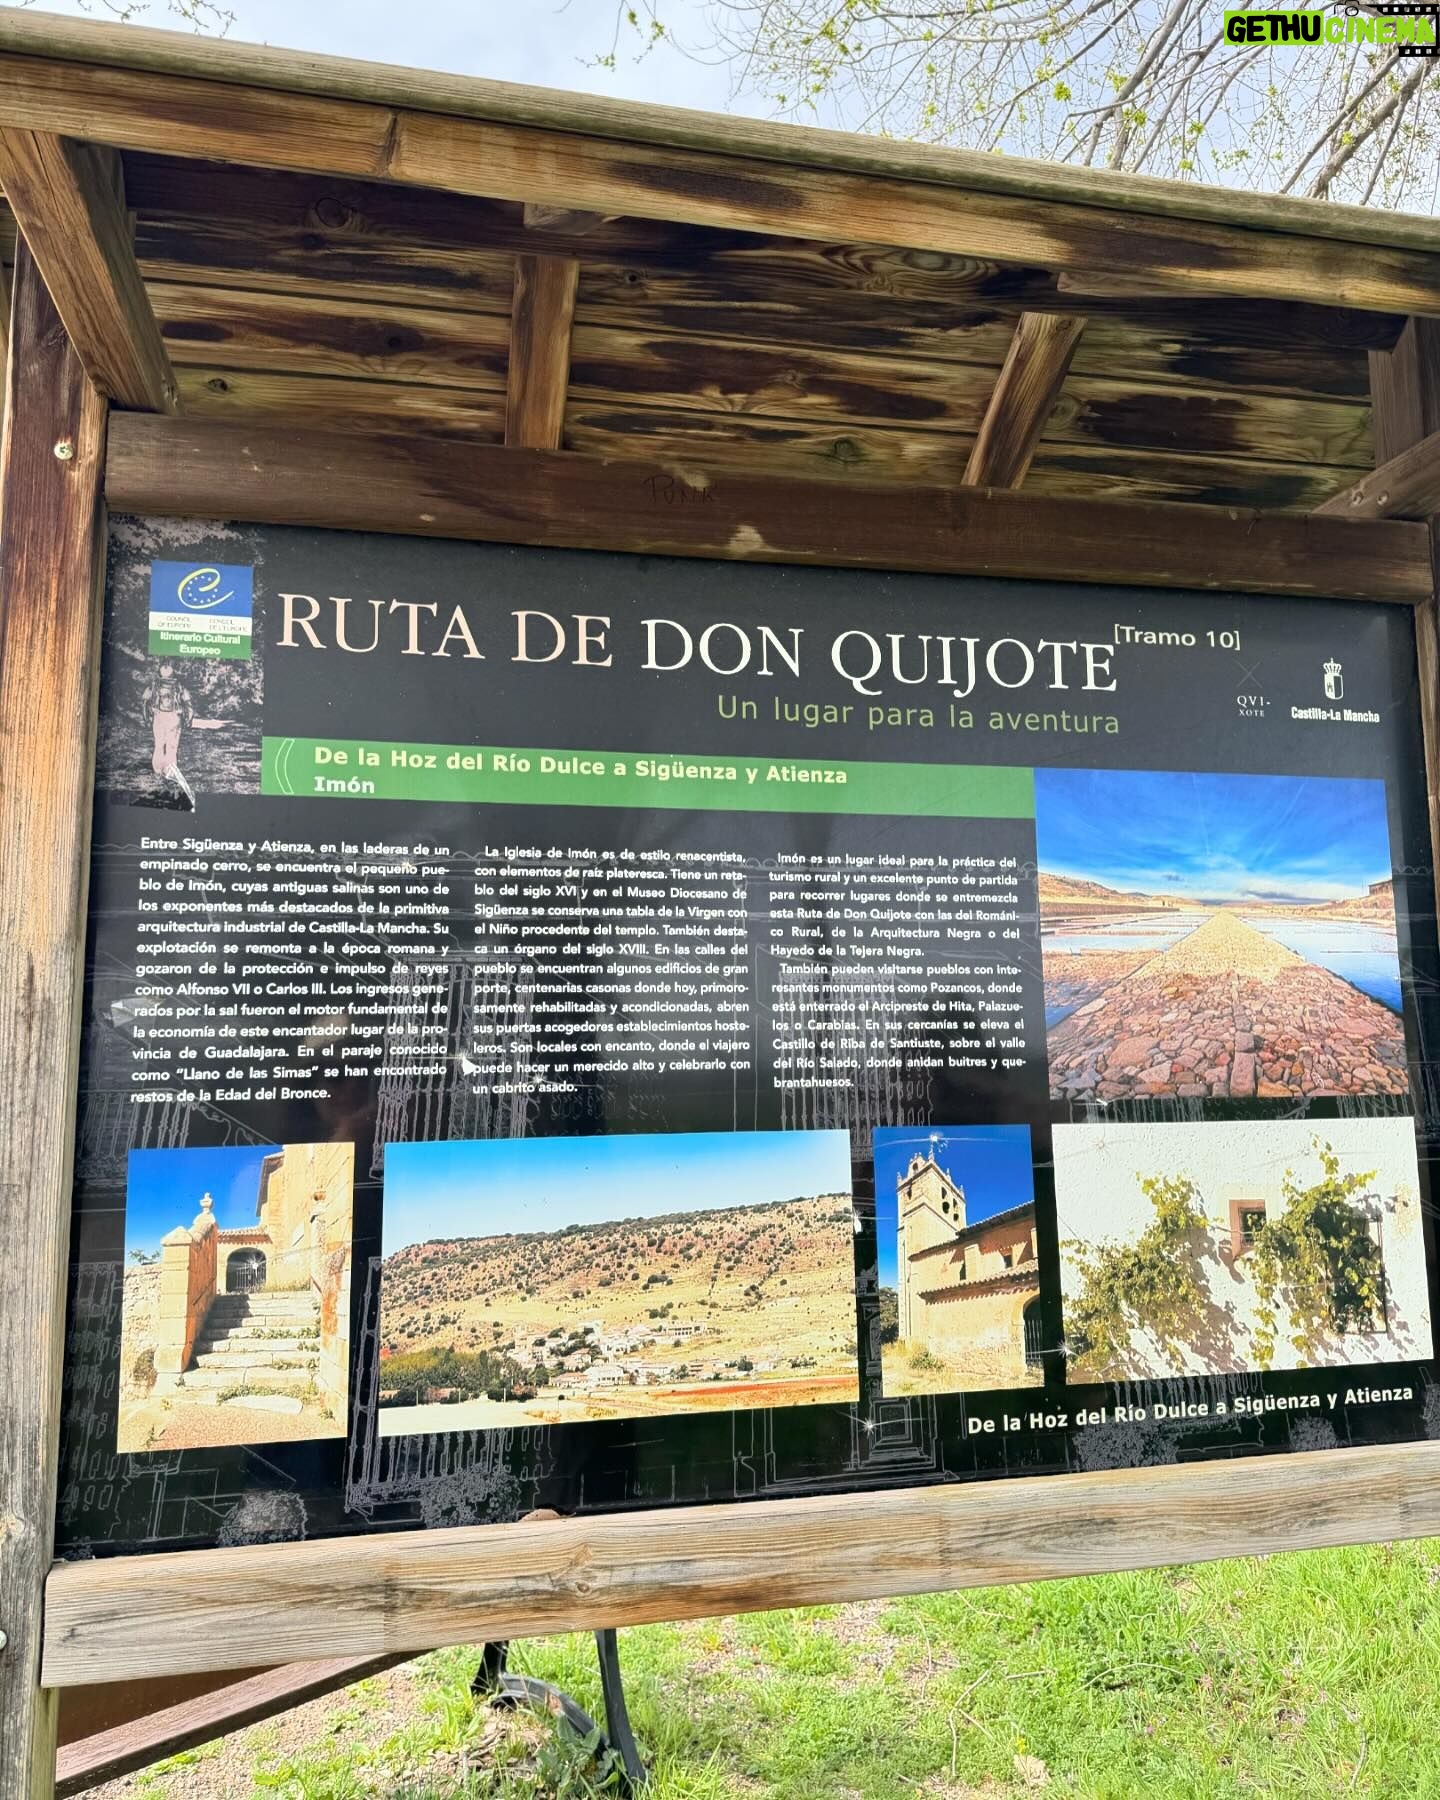 GETHUCINEMA
PUNK
COUNCIL OF EUROPE
CONSEIL DE L'EUROPE
Itinerario Cultural
Europeo
RUTA DE DON QUIJOTE [Tramo 10]
Un lugar para la aventura
QVI-
XOTE
Castilla-La Mancha
De la Hoz del Río Dulce a Sigüenza y Atienza
Imón
Entre Sigüenza y Atienza, en las laderas de un
empinado cerro, se encuentra el pequeño pue-
blo de Imón, cuyas antiguas salinas son uno de
los exponentes más destacados de la primitiva
arquitectura industrial de Castilla-La Mancha. Su
explotación se remonta a la época romana y
gozaron de la protección e impulso de reyes
como Alfonso VII o Carlos III. Los ingresos gene-
rados por la sal fueron el motor fundamental de
la economía de este encantador lugar de la pro-
vincia de Guadalajara. En el paraje conocido
como “Llano de las Simas” se han encontrado
restos de la Edad del Bronce.
La Iglesia de Imón es de estilo renacentista,
con elementos de raíz plateresca. Tiene un reta-
blo del siglo XVI y en el Museo Diocesano de
Sigüenza se conserva una tabla de la Virgen con
el Niño procedente del templo. También desta-
ca un órgano del siglo XVIII. En las calles del
pueblo se encuentran algunos edificios de gran
porte, centenarias casonas donde hoy, primoro-
samente rehabilitadas y acondicionadas, abren
sus puertas acogedores establecimientos hoste-
leros. Son locales con encanto, donde el viajero
puede hacer un merecido alto y celebrarlo con
un cabrito asado.
Imón es un lugar ideal para la práctica del
turismo rural y un excelente punto de partida
para recorrer lugares donde se entremezcla
esta Ruta de Don Quijote con las del Románi-
co Rural, de la Arquitectura Negra o del
Hayedo de la Tejera Negra.
También pueden visitarse pueblos con inte-
resantes monumentos como Pozancos, donde
está enterrado el Arcipreste de Hita, Palazue-
los o Carabias. En sus cercanías se eleva el
Castillo de Riba de Santiuste, sobre el valle
del Río Salado, donde anidan buitres y que-
brantahuesos.
De la Hoz del Río Dulce a Sigüenza y Atienza